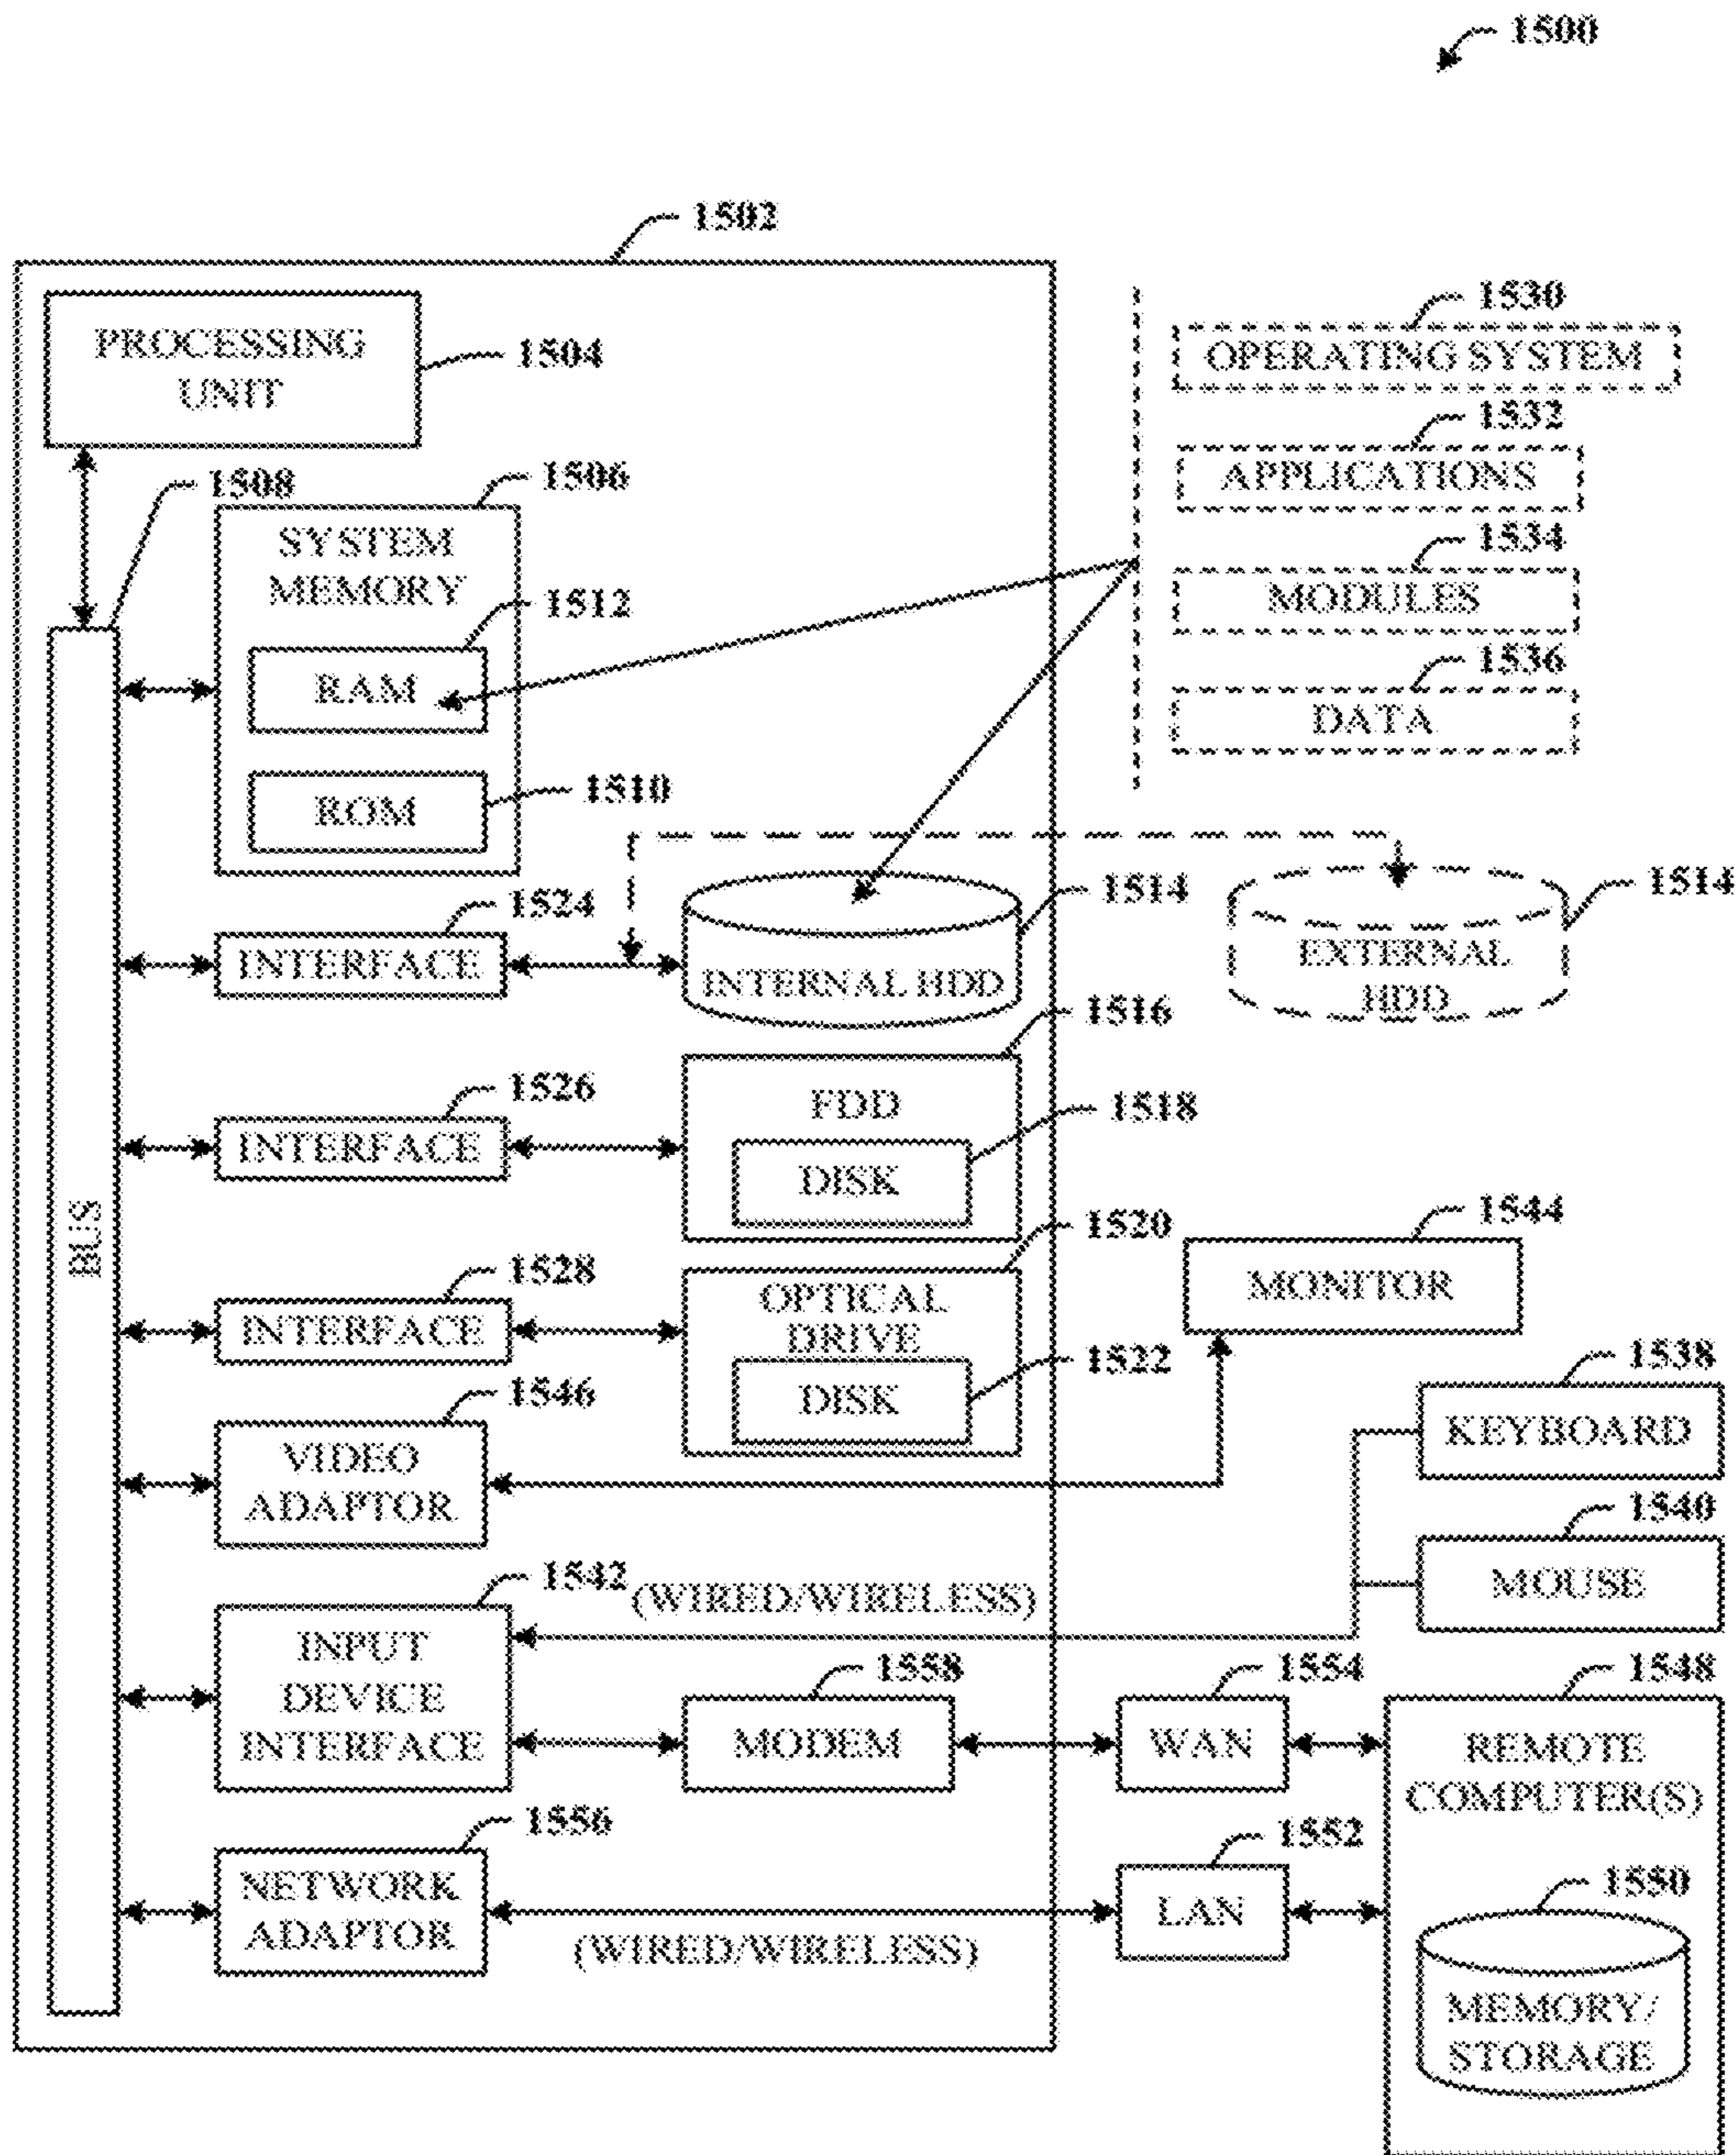 1500
1502
PROCESSING
UNIT
1504
1530
OPERATING SYSTEM
1532
APPLICATIONS
1534
MODULES
1536
DATA
1508
1506
SYSTEM
MEMORY
1512
RAM
1510
ROM
1524
INTERFACE
1514
INTERNAL HDD
1514
EXTERNAL
HDD
1516
FDD
1518
DISK
1526
INTERFACE
BUS
1520
OPTICAL
DRIVE
1522
DISK
1528
INTERFACE
1544
MONITOR
1546
VIDEO
ADAPTOR
1538
KEYBOARD
1540
MOUSE
1542
(WIRED/WIRELESS)
INPUT
DEVICE
INTERFACE
1558
MODEM
1554
WAN
1548
REMOTE
COMPUTER(S)
1556
NETWORK
ADAPTOR
(WIRED/WIRELESS)
1552
LAN
1550
MEMORY/
STORAGE